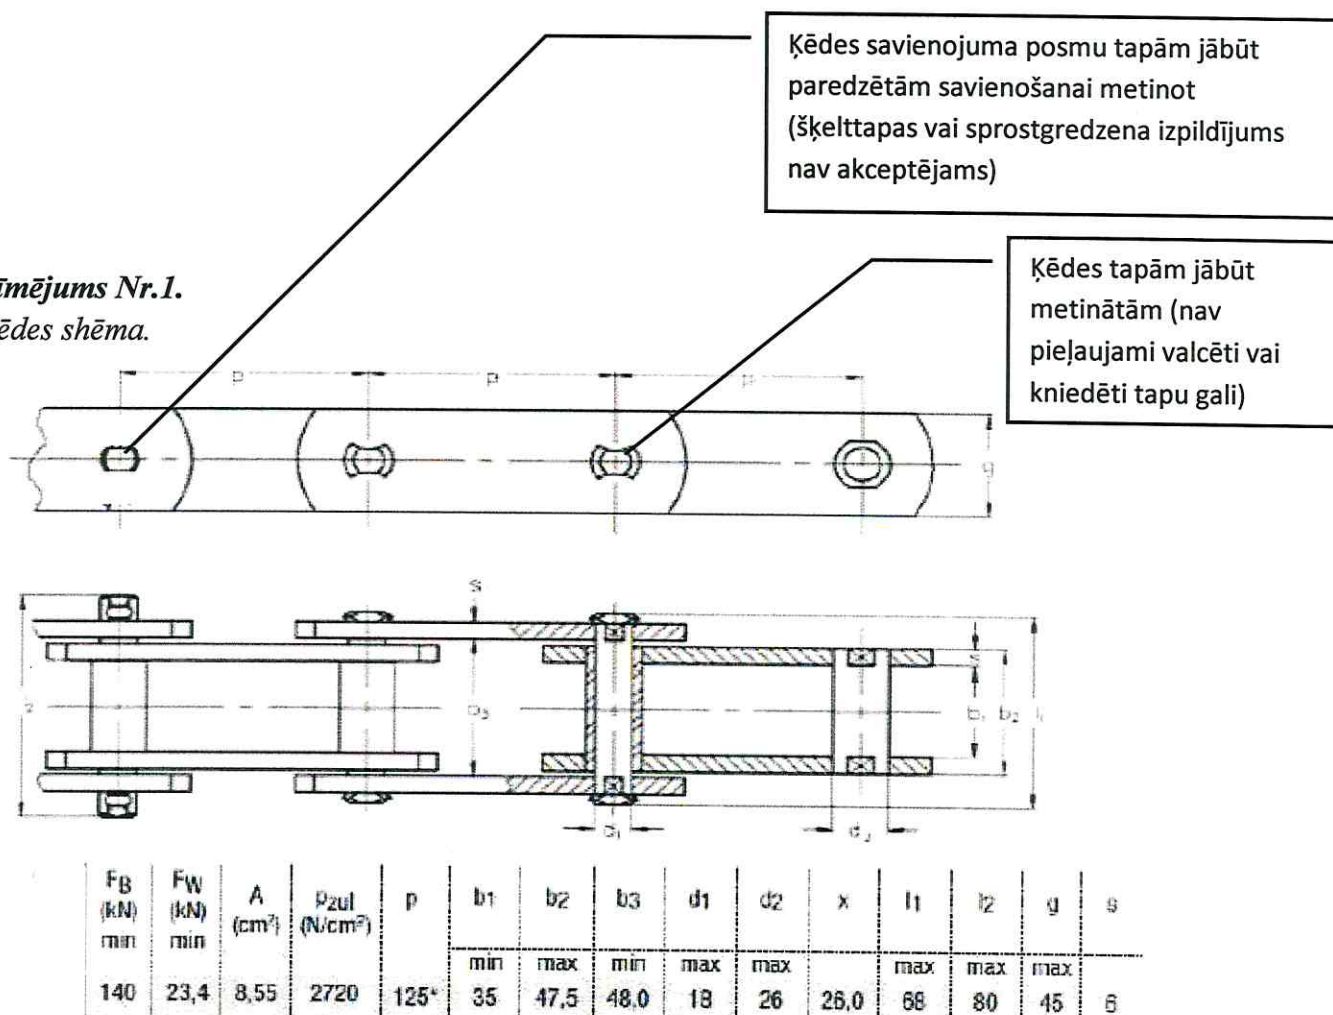 Ķēdes savienojuma posmu tapām jābūt
paredzētām savienošanai metinot
(šķelttapas vai sprostgredzena izpildījums
nav akceptējams)
Ķēdes tapām jābūt
metinātām (nav
pieļaujami valcēti vai
kniedēti tapu gali)
īmējums Nr.1.
ēdes shēma.
p p p
g
s
s
b3 b1 b2 l1
d1 d2
FB FW A pzul p b1 b2 b3 d1 d2 x l1 l2 g s
(kN) (kN) (cm²) (N/cm²)
min min
min max min max max max max max
140 23,4 8,55 2720 125* 35 47,5 48,0 18 26 26,0 68 80 45 6